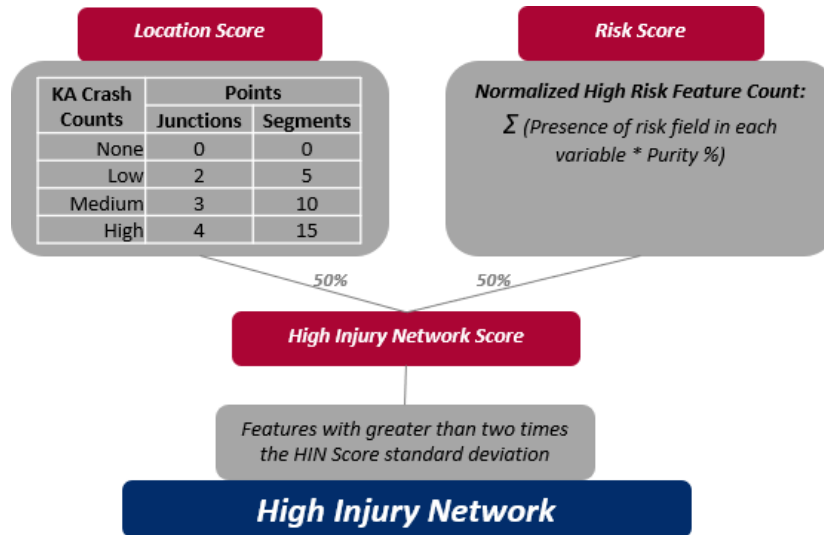 Location Score
KA Crash Counts
Points
Junctions Segments
None 0 0
Low 2 5
Medium 3 10
High 4 15
Risk Score
Normalized High Risk Feature Count:
Σ (Presence of risk field in each
variable * Purity %)
50%
50%
High Injury Network Score
Features with greater than two times
the HIN Score standard deviation
High Injury Network